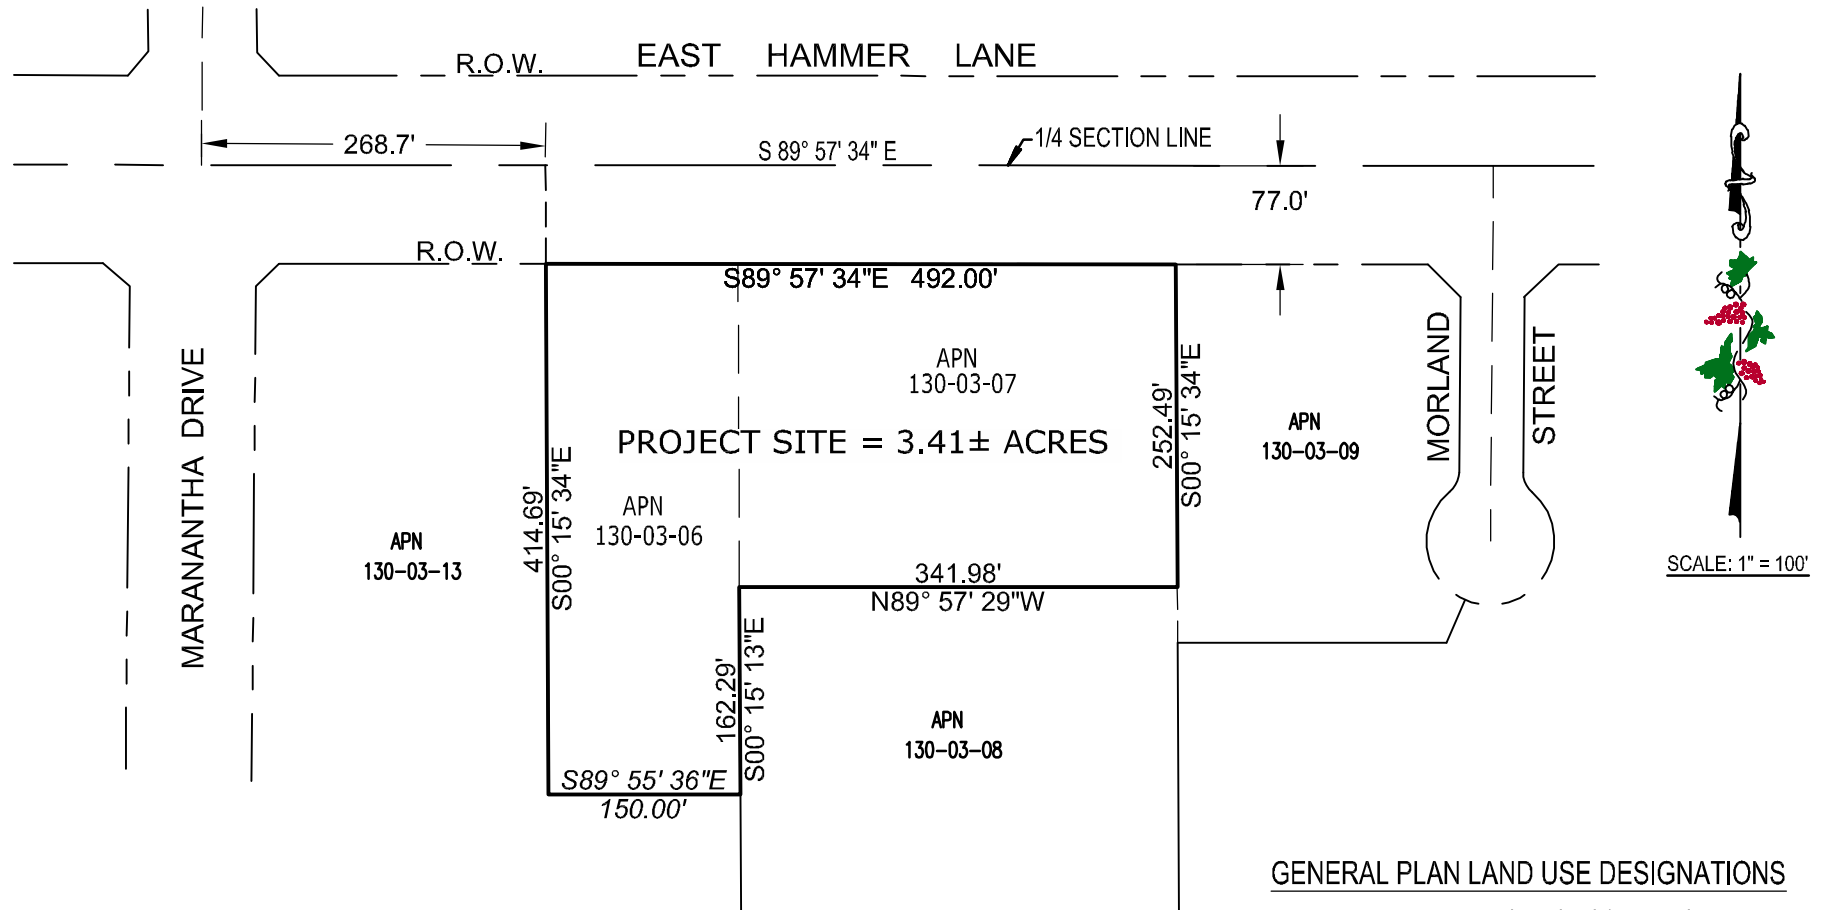 EAST HAMMER LANE
R.O.W.
268.7'
S 89° 57' 34" E
1/4 SECTION LINE
77.0'
R.O.W.
S89° 57' 34"E 492.00'
MARANANTHA DRIVE
APN
130-03-07
PROJECT SITE = 3.41± ACRES
252.49'
S00° 15' 34"E
APN
130-03-09
MORLAND
STREET
414.69'
S00° 15' 34"E
APN
130-03-06
APN
130-03-13
341.98'
N89° 57' 29"W
SCALE: 1" = 100'
162.29'
S00° 15' 13"E
APN
130-03-08
S89° 55' 36"E
150.00'
GENERAL PLAN LAND USE DESIGNATIONS